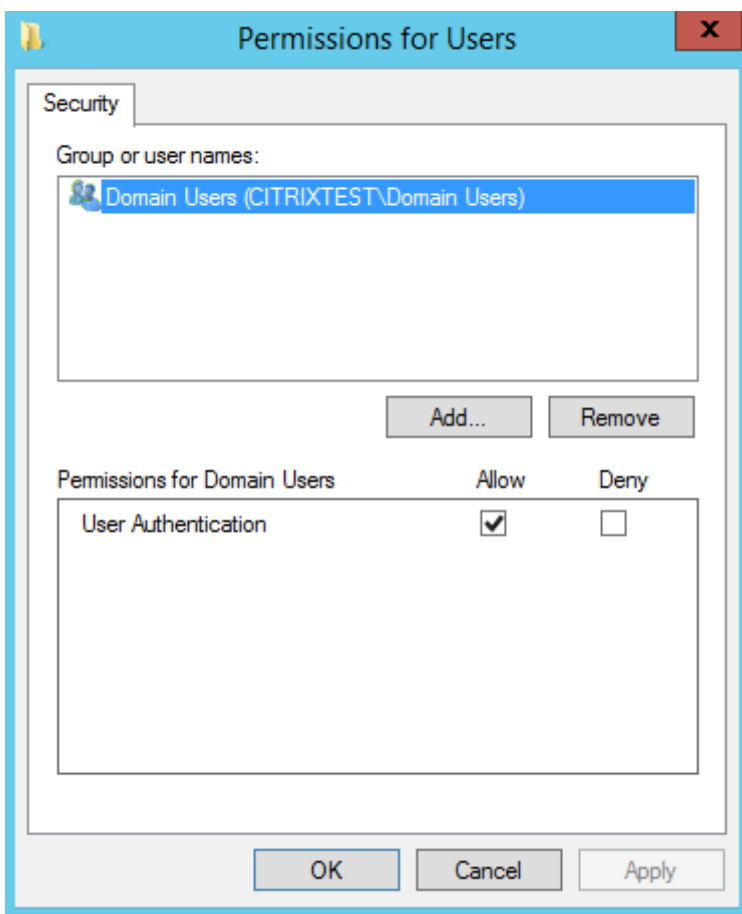 Permissions for Users
x
Security
Group or user names:
Domain Users (CITRIXTEST\Domain Users)
Add... Remove
Permissions for Domain Users Allow Deny
User Authentication
OK Cancel Apply